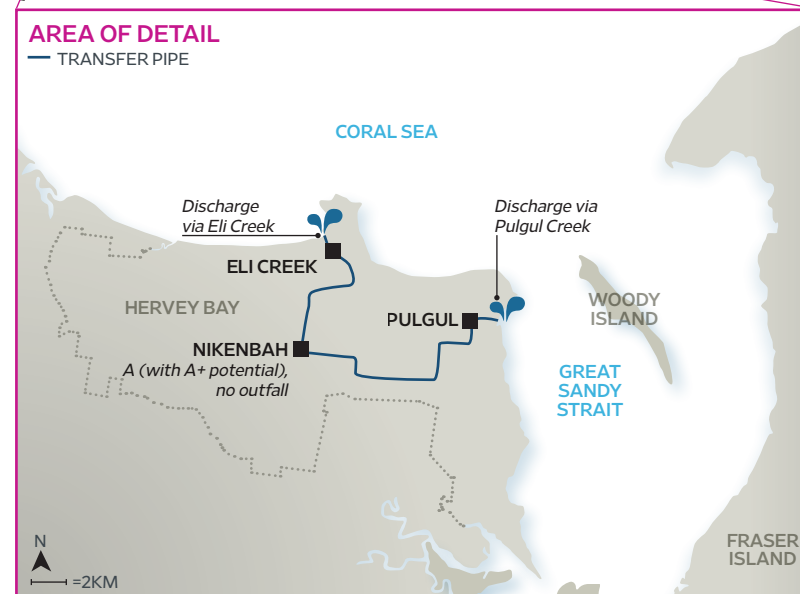 AREA OF DETAIL
TRANSFER PIPE
CORAL SEA
Discharge
via Eli Creek
Discharge via
Pulgul Creek
ELI CREEK
HERVEY BAY
PULGUL
WOODY
ISLAND
NIKENBAH
A (with A+ potential),
no outfall
GREAT
SANDY
STRAIT
N
=2KM
FRASER
ISLAND